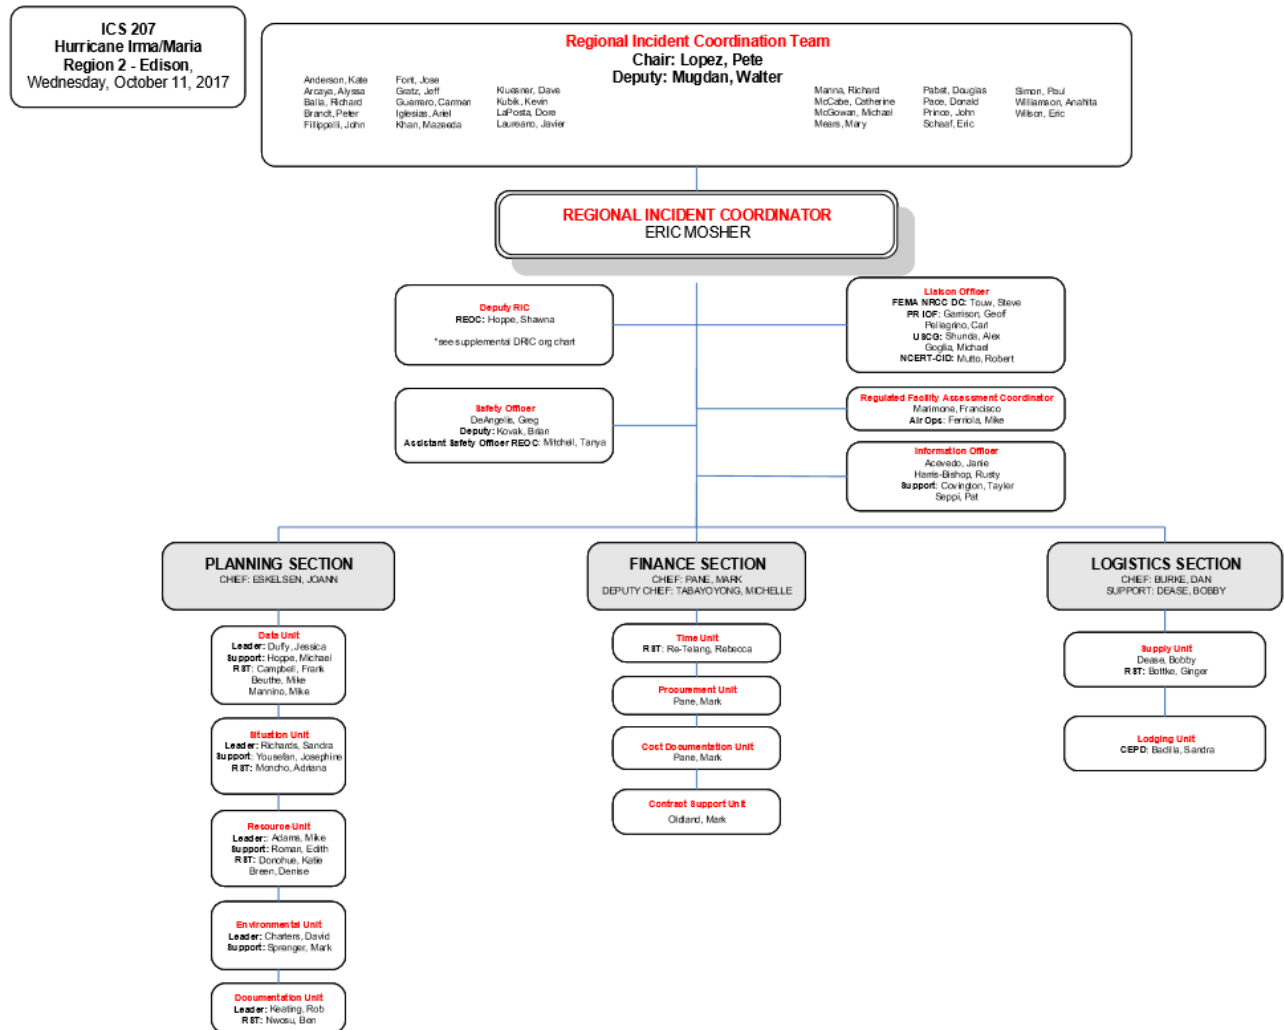 ICS 207
Hurricane Irma/Maria
Region 2 - Edison,
Wednesday, October 11, 2017
Regional Incident Coordination Team
Chair: Lopez, Pete
Deputy: Mugdan, Walter
Anderson, Kate
Arcaya, Alyssa
Balla, Richard
Brandt, Peter
Fillippelli, John
Font, Jose
Gratz, Jeff
Guerrero, Carmen
Iglesias, Ariel
Khan, Mazeeda
Kluesner, Dave
Kubik, Kevin
LaPosta, Dore
Laureano, Javier
Manna, Richard
McCabe, Catherine
McGowan, Michael
Mears, Mary
Pabst, Douglas
Pace, Donald
Prince, John
Schaaf, Eric
Simon, Paul
Williamson, Anahita
Wilson, Eric
REGIONAL INCIDENT COORDINATOR
ERIC MOSHER
Deputy RIC
REOC: Hoppe, Shawna
*see supplemental DRIC org chart
Liaison Officer
FEMA NRCC DC: Touw, Steve
PR IOF: Garrison, Geoff
Pellegrino, Carl
USCG: Shunda, Alex
Goglia, Michael
NCERT-CID: Mutto, Robert
Safety Officer
DeAngelis, Greg
Deputy: Kovak, Brian
Assistant Safety Officer REOC: Mitchell, Tanya
Regulated Facility Assessment Coordinator
Marimone, Francisco
Air Ops: Ferriola, Mike
Information Officer
Acevedo, Janie
Harris-Bishop, Rusty
Support: Covington, Tayler
Seppi, Pat
PLANNING SECTION
CHIEF: ESKELSEN, JOANN
FINANCE SECTION
CHIEF: PANE, MARK
DEPUTY CHIEF: TABAYOYONG, MICHELLE
LOGISTICS SECTION
CHIEF: BURKE, DAN
SUPPORT: DEASE, BOBBY
Data Unit
Leader: Duffy, Jessica
Support: Hoppe, Michael
RST: Campbell, Frank
Beuthe, Mike
Mannino, Mike
Situation Unit
Leader: Richards, Sandra
Support: Yousefan, Josephine
RST: Moncho, Adriana
Resource Unit
Leader:: Adams, Mike
Support: Roman, Edith
RST: Donohue, Katie
Breen, Denise
Environmental Unit
Leader: Charters, David
Support: Sprenger, Mark
Documentation Unit
Leader: Keating, Rob
RST: Nwosu, Ben
Time Unit
RST: Re-Telang, Rebecca
Procurement Unit
Pane, Mark
Cost Documentation Unit
Pane, Mark
Contract Support Unit
Oldland, Mark
Supply Unit
Dease, Bobby
RST: Bottke, Ginger
Lodging Unit
CEPD: Badilla, Sandra